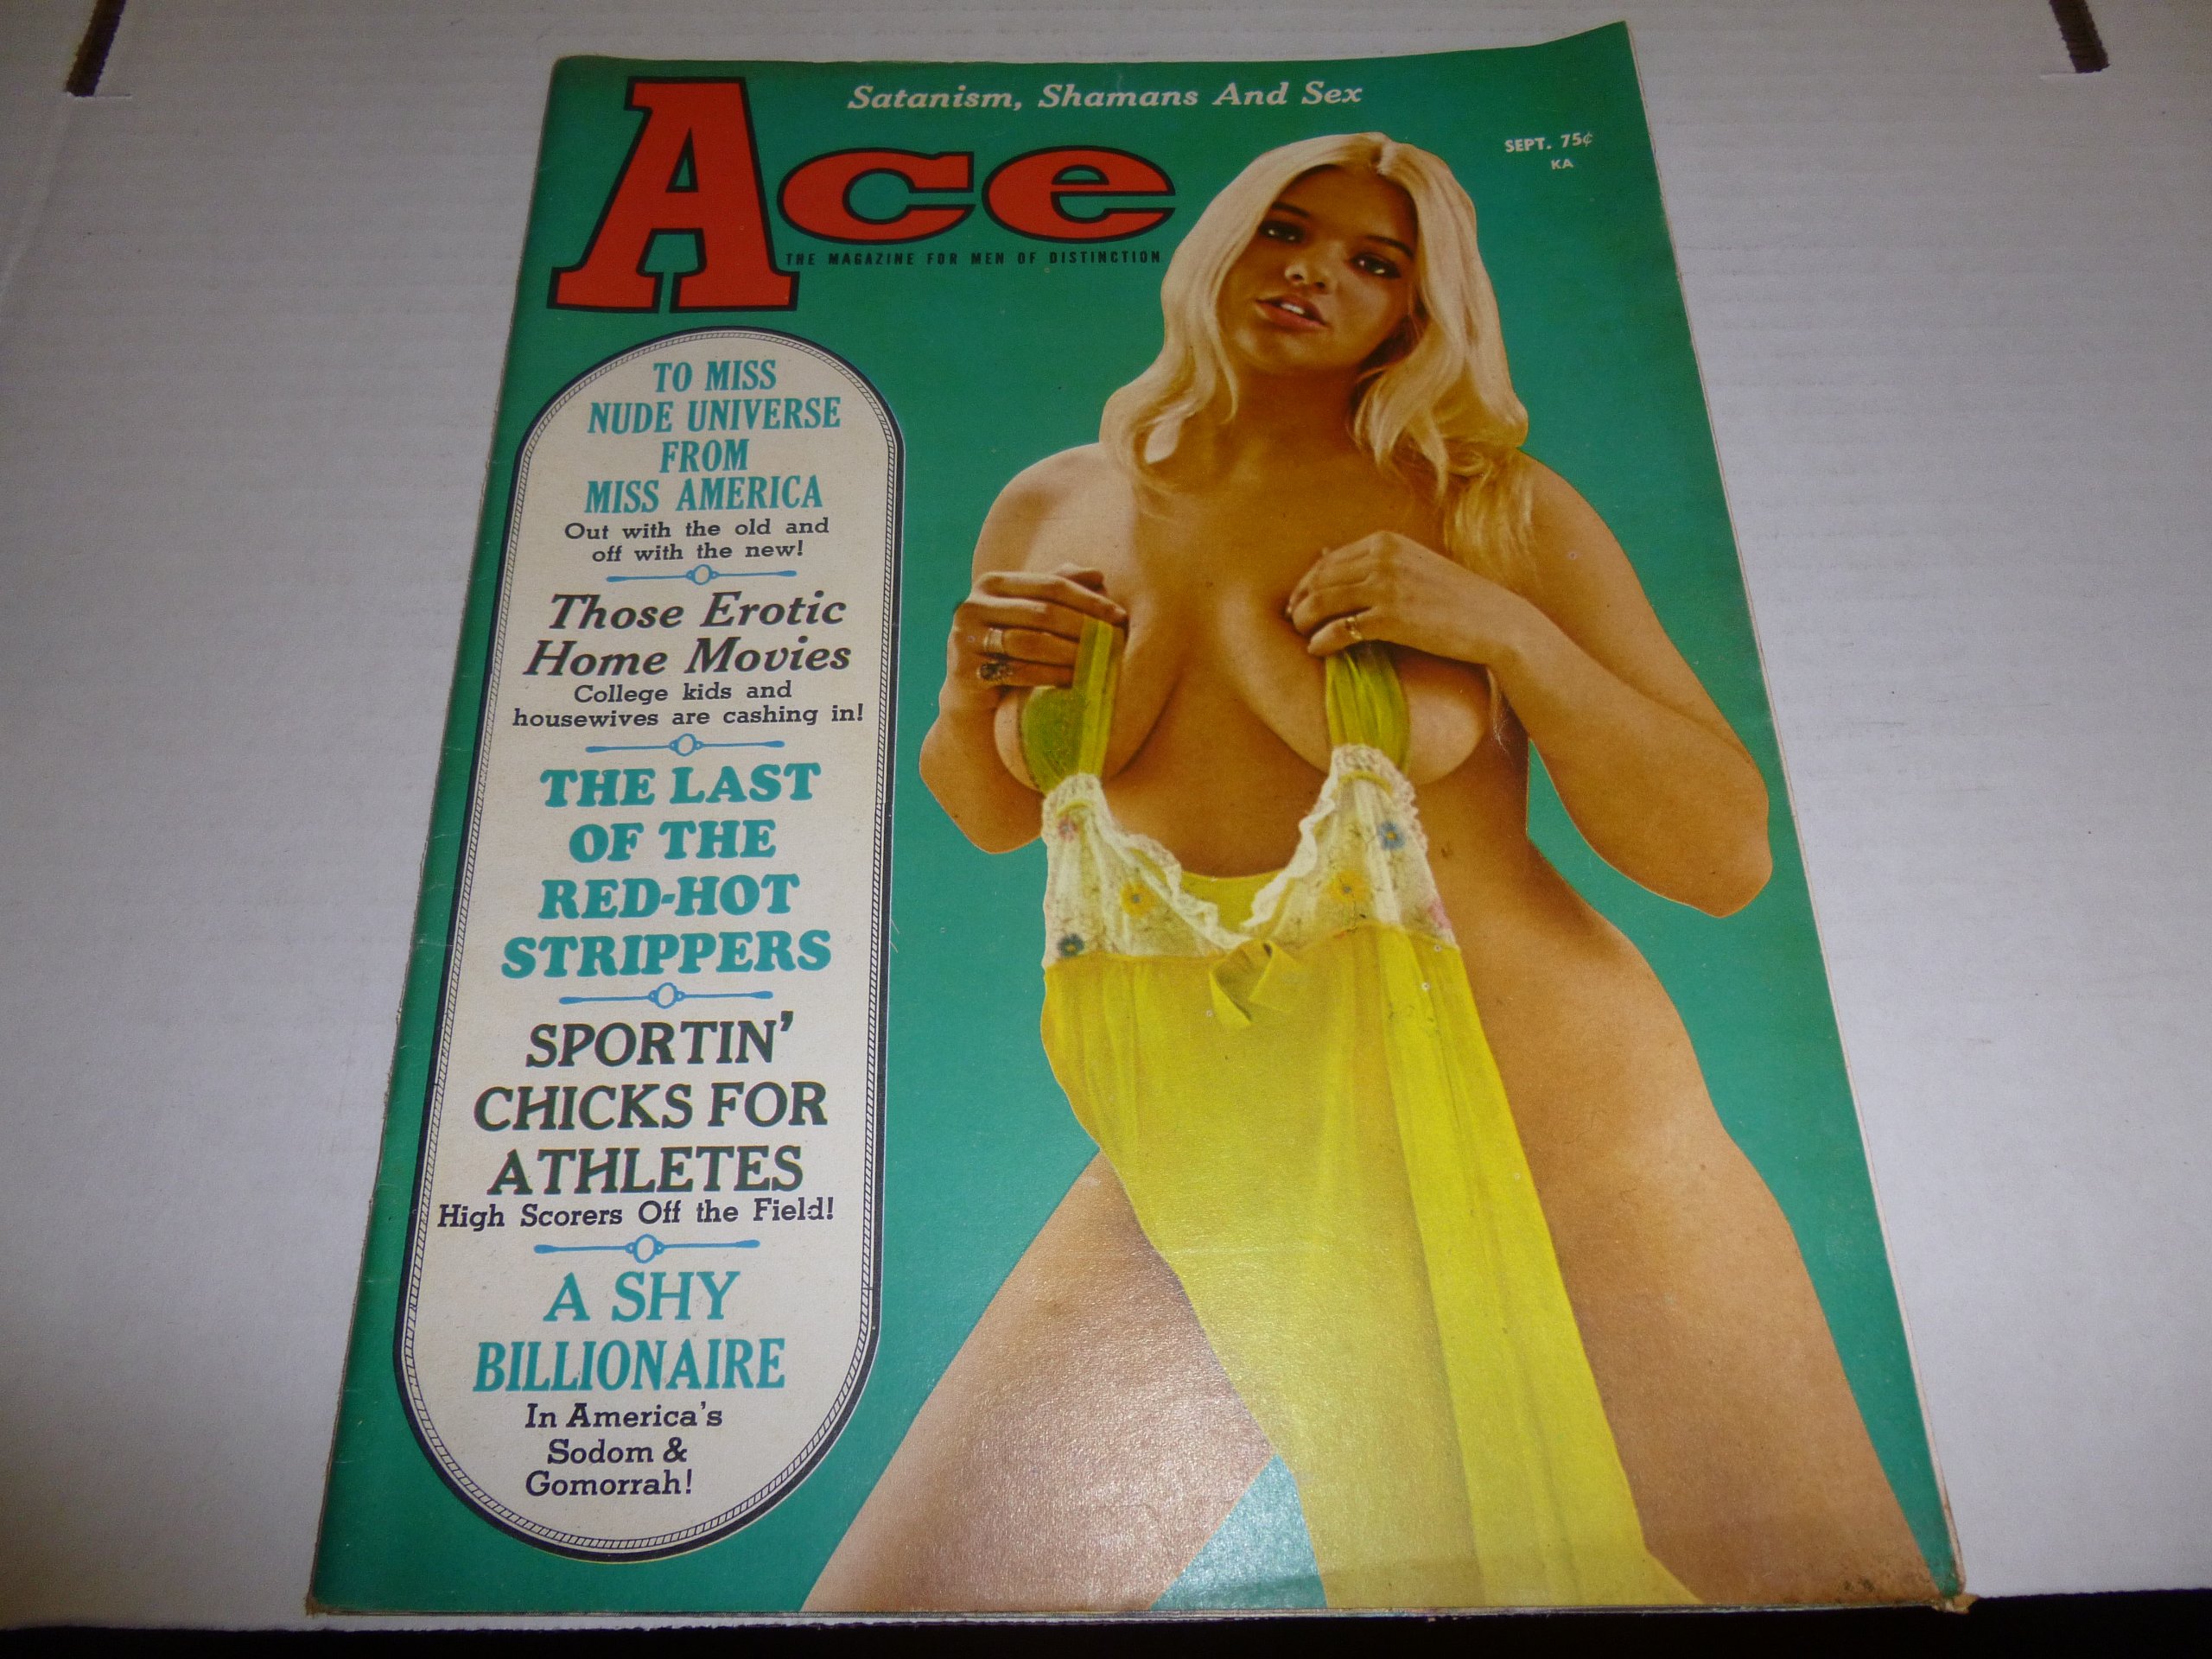 Satanism, Shamans And Sex
Ace
SEPT. 75¢
KA
THE MAGAZINE FOR MEN OF DISTINCTION
TO MISS
NUDE UNIVERSE
FROM
MISS AMERICA
Out with the old and
off with the new!
Those Erotic
Home Movies
College kids and
housewives are cashing in!
THE LAST
OF THE
RED-HOT
STRIPPERS
SPORTIN'
CHICKS FOR
ATHLETES
High Scorers Off the Field!
A SHY
BILLIONAIRE
In America's
Sodom &
Gomorrah!